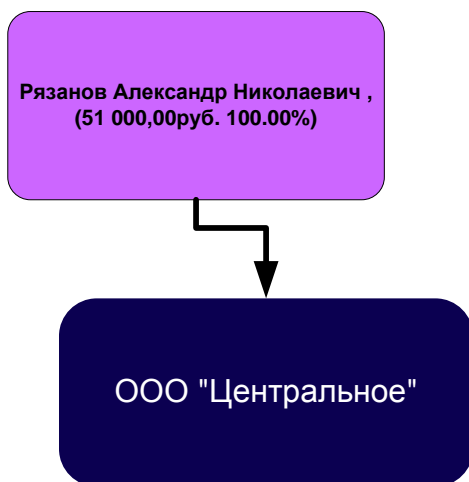 Рязанов Александр Николаевич ,
(51 000,00руб. 100.00%)
ООО "Центральное"